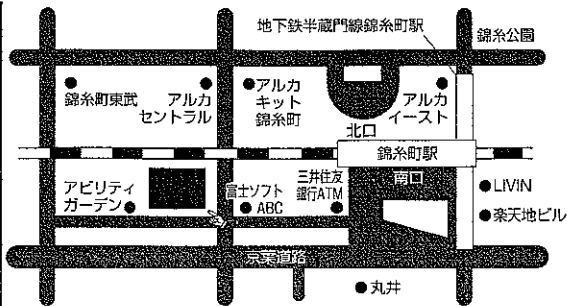 地下鉄半蔵門線錦糸町駅
錦糸公園
錦糸町東武
アルカ
セントラル
アルカ
キット
錦糸町
アルカ
イースト
北口
錦糸町駅
アビリティ
ガーデン
富士ソフト
ABC
三井住友
銀行ATM
南口
LIVIN
楽天地ビル
京葉道路
丸井